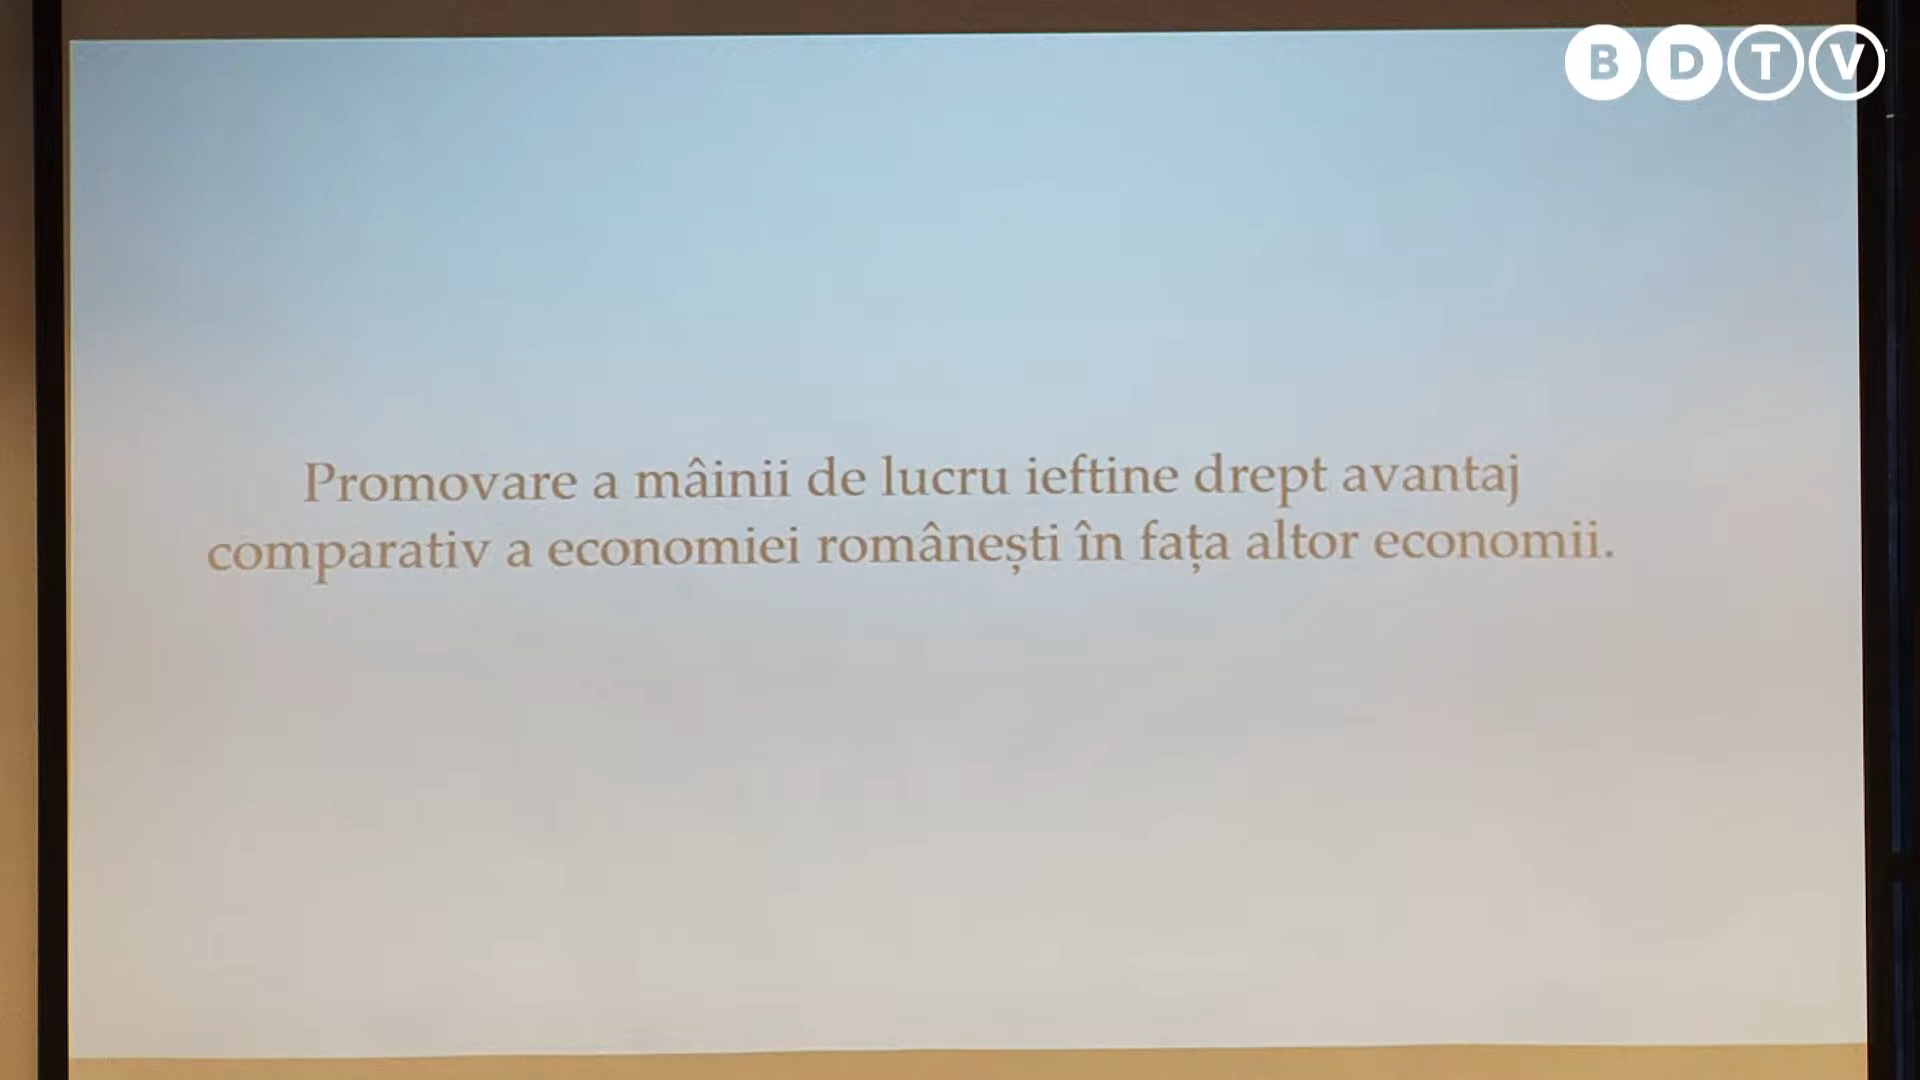 BDTV
Promovare a mâinii de lucru ieftine drept avantaj
comparativ a economiei românești în fața altor economii.